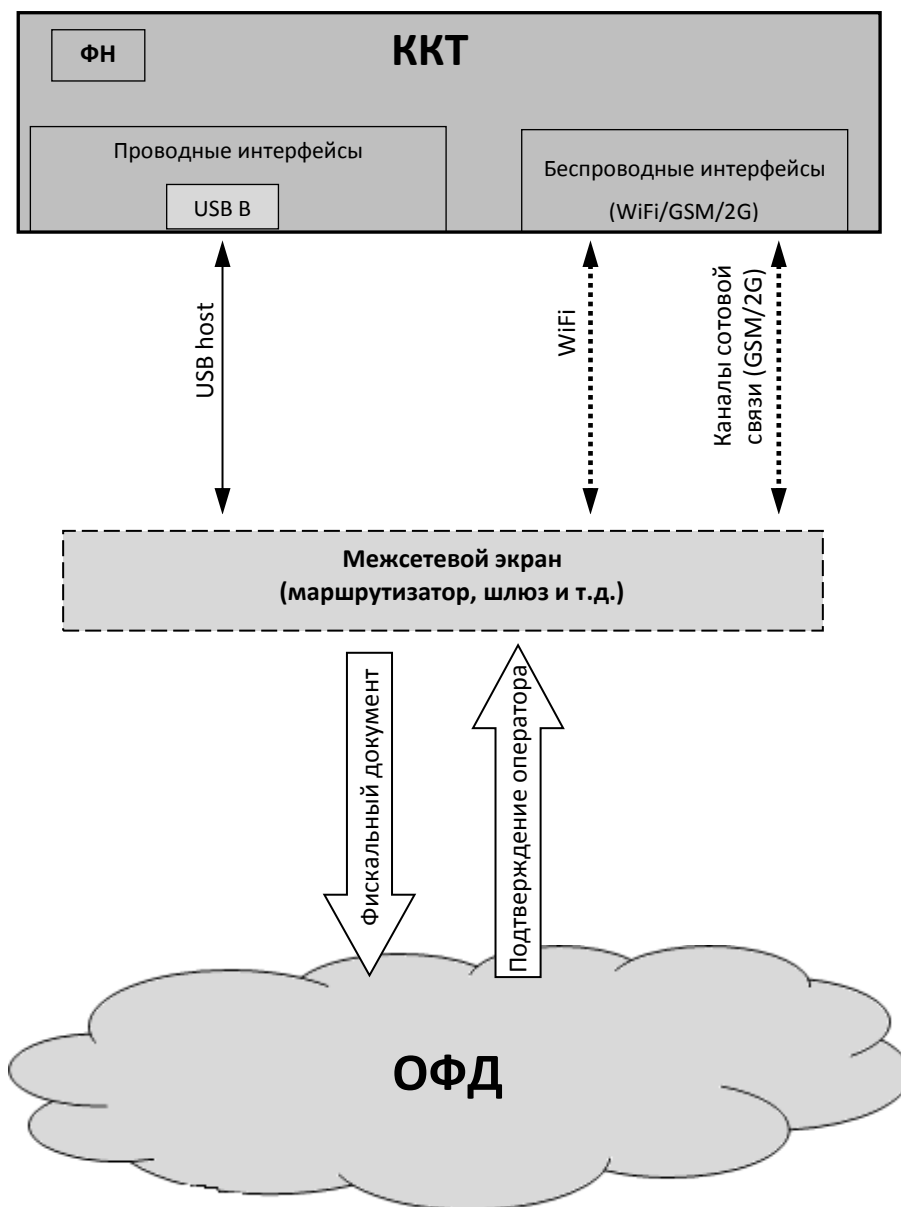 ФН
ККТ
Проводные интерфейсы
USB B
Беспроводные интерфейсы
(WiFi/GSM/2G)
USB host
WiFi
Каналы сотовой
связи (GSM/2G)
Межсетевой экран
(маршрутизатор, шлюз и т.д.)
Фискальный документ
Подтверждение оператора
ОФД